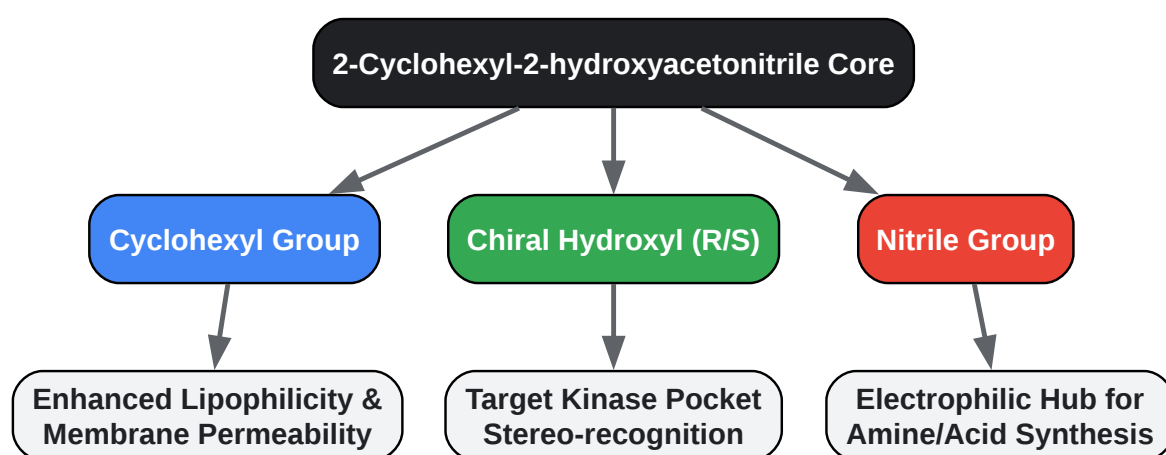 2-Cyclohexyl-2-hydroxyacetonitrile Core
Cyclohexyl Group
Chiral Hydroxyl (R/S)
Nitrile Group
Enhanced Lipophilicity &
Membrane Permeability
Target Kinase Pocket
Stereo-recognition
Electrophilic Hub for
Amine/Acid Synthesis